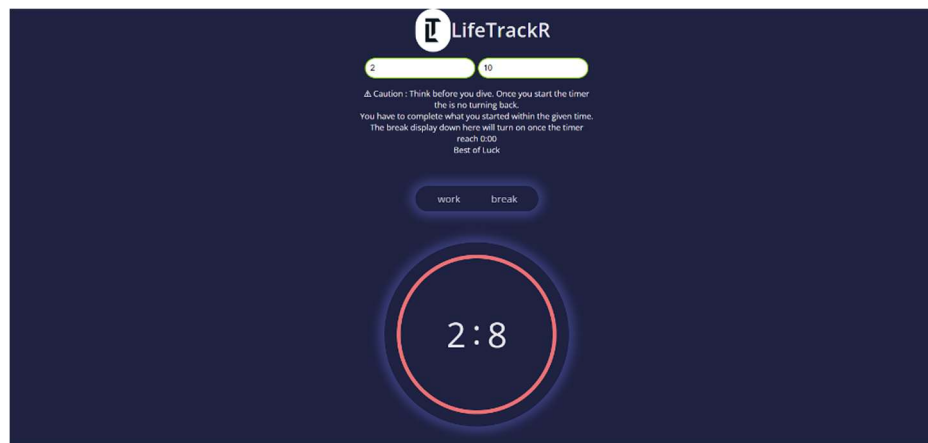 LT LifeTrackR
2 10
⚠ Caution : Think before you dive. Once you start the timer
the is no turning back.
You have to complete what you started within the given time.
The break display down here will turn on once the timer
reach 0:00
Best of Luck
work break
2:8